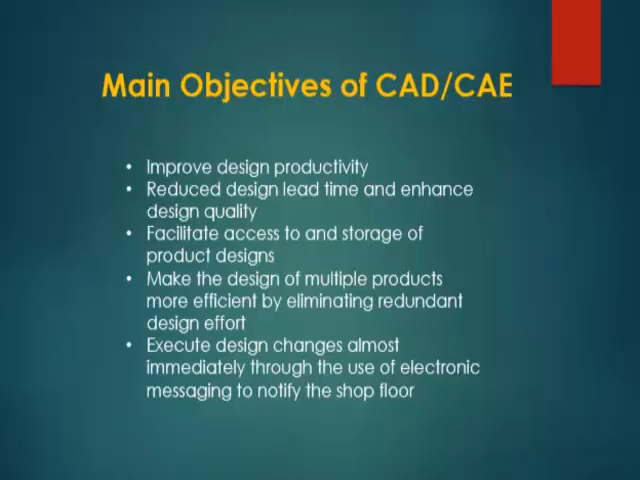 Main Objectives of CAD/CAE
• Improve design productivity
• Reduced design lead time and enhance
design quality
• Facilitate access to and storage of
product designs
• Make the design of multiple products
more efficient by eliminating redundant
design effort
• Execute design changes almost
immediately through the use of electronic
messaging to notify the shop floor